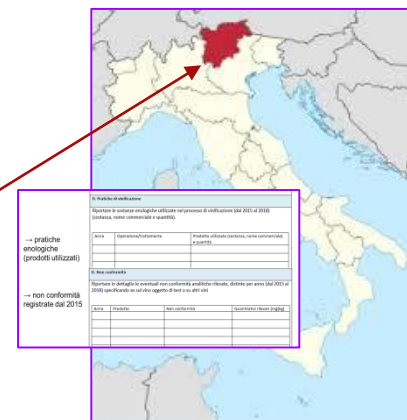 → pratiche
enologiche
(prodotti utilizzati)
→ non conformità
registrate dal 2015
D. Pratiche di vinificazione
Riportare le sostanze enologiche utilizzate nel processo di vinificazione (dal 2015 al 2018)
(sostanza, nome commerciale e quantità).
Anno Operazione/trattamento Prodotto utilizzato (sostanza, nome commerciale)
e quantità
Non conformità
Riportare in dettaglio le eventuali non conformità analitiche rilevate, distinte per anno (dal 2015 al
2018) specificando se sul vino oggetto di test o su altri vini
Anno Prodotto Non conformità Quantitativi rilevati (mg/kg)